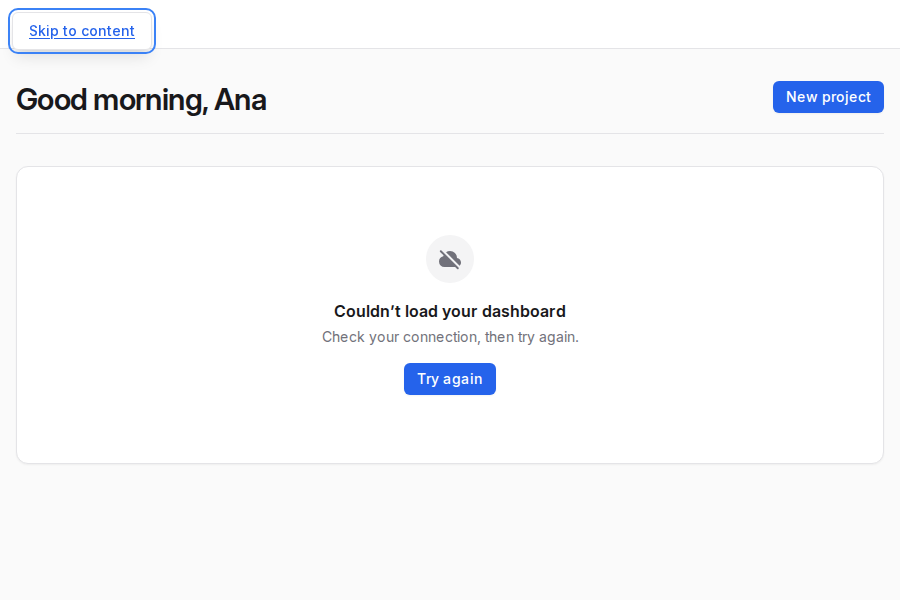 Skip to content
Good morning, Ana
New project
Couldn’t load your dashboard
Check your connection, then try again.
Try again